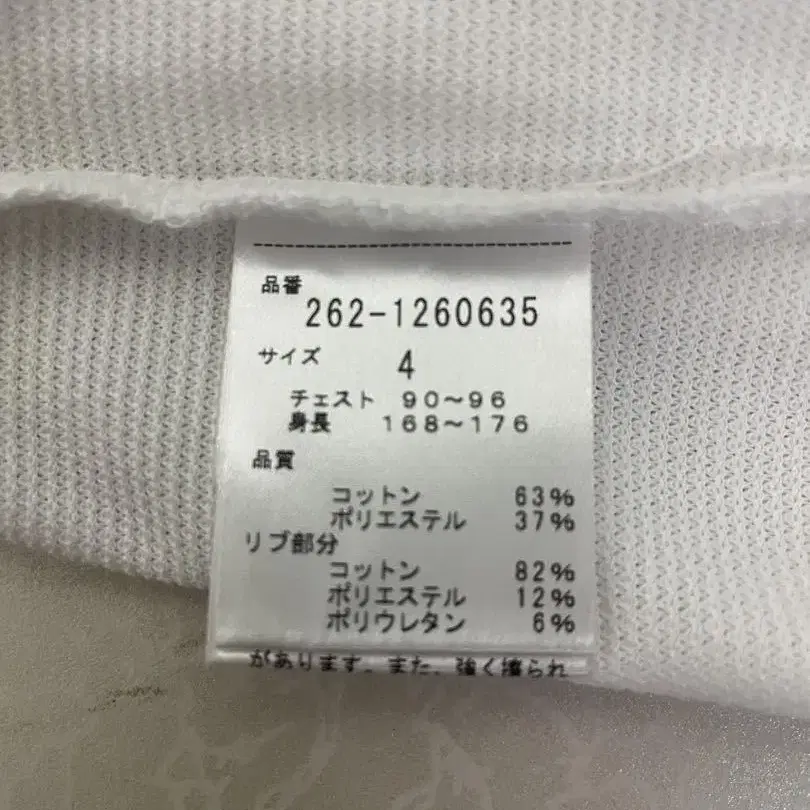 品番
262-1260635
サイズ 4
チェスト 90～96
身長 168～176
品質
コットン 63%
ポリエステル 37%
リブ部分
コットン 82%
ポリエステル 12%
ポリウレタン 6%
があります。また、強く擦られ